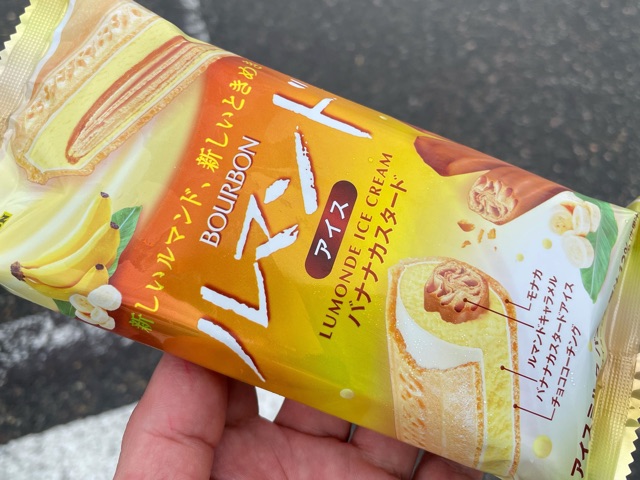 新しいルマンド、新しいときめき
BOURBON
ルマンド
アイス
LUMONDE ICE CREAM
バナナカスタード
モナカ
ルマンドキャラメル
バナナカスタードアイス
チョココーチング